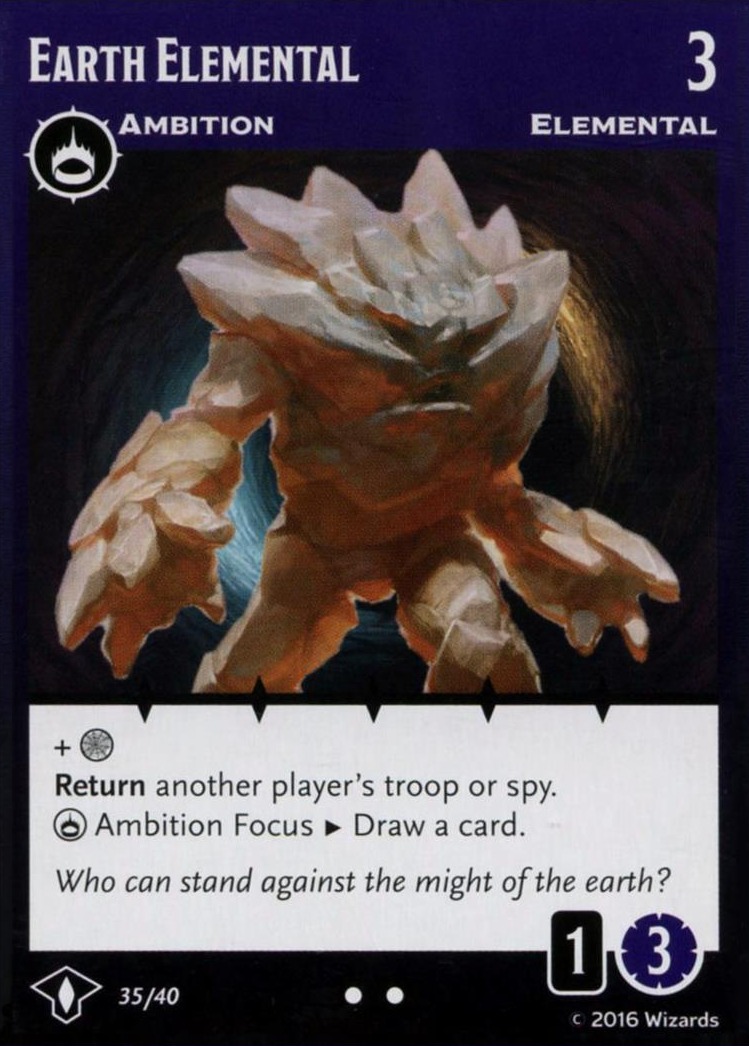 EARTH ELEMENTAL 3
AMBITION ELEMENTAL
+
Return another player's troop or spy.
Ambition Focus ▸ Draw a card.
Who can stand against the might of the earth?
1 3
35/40
© 2016 Wizards